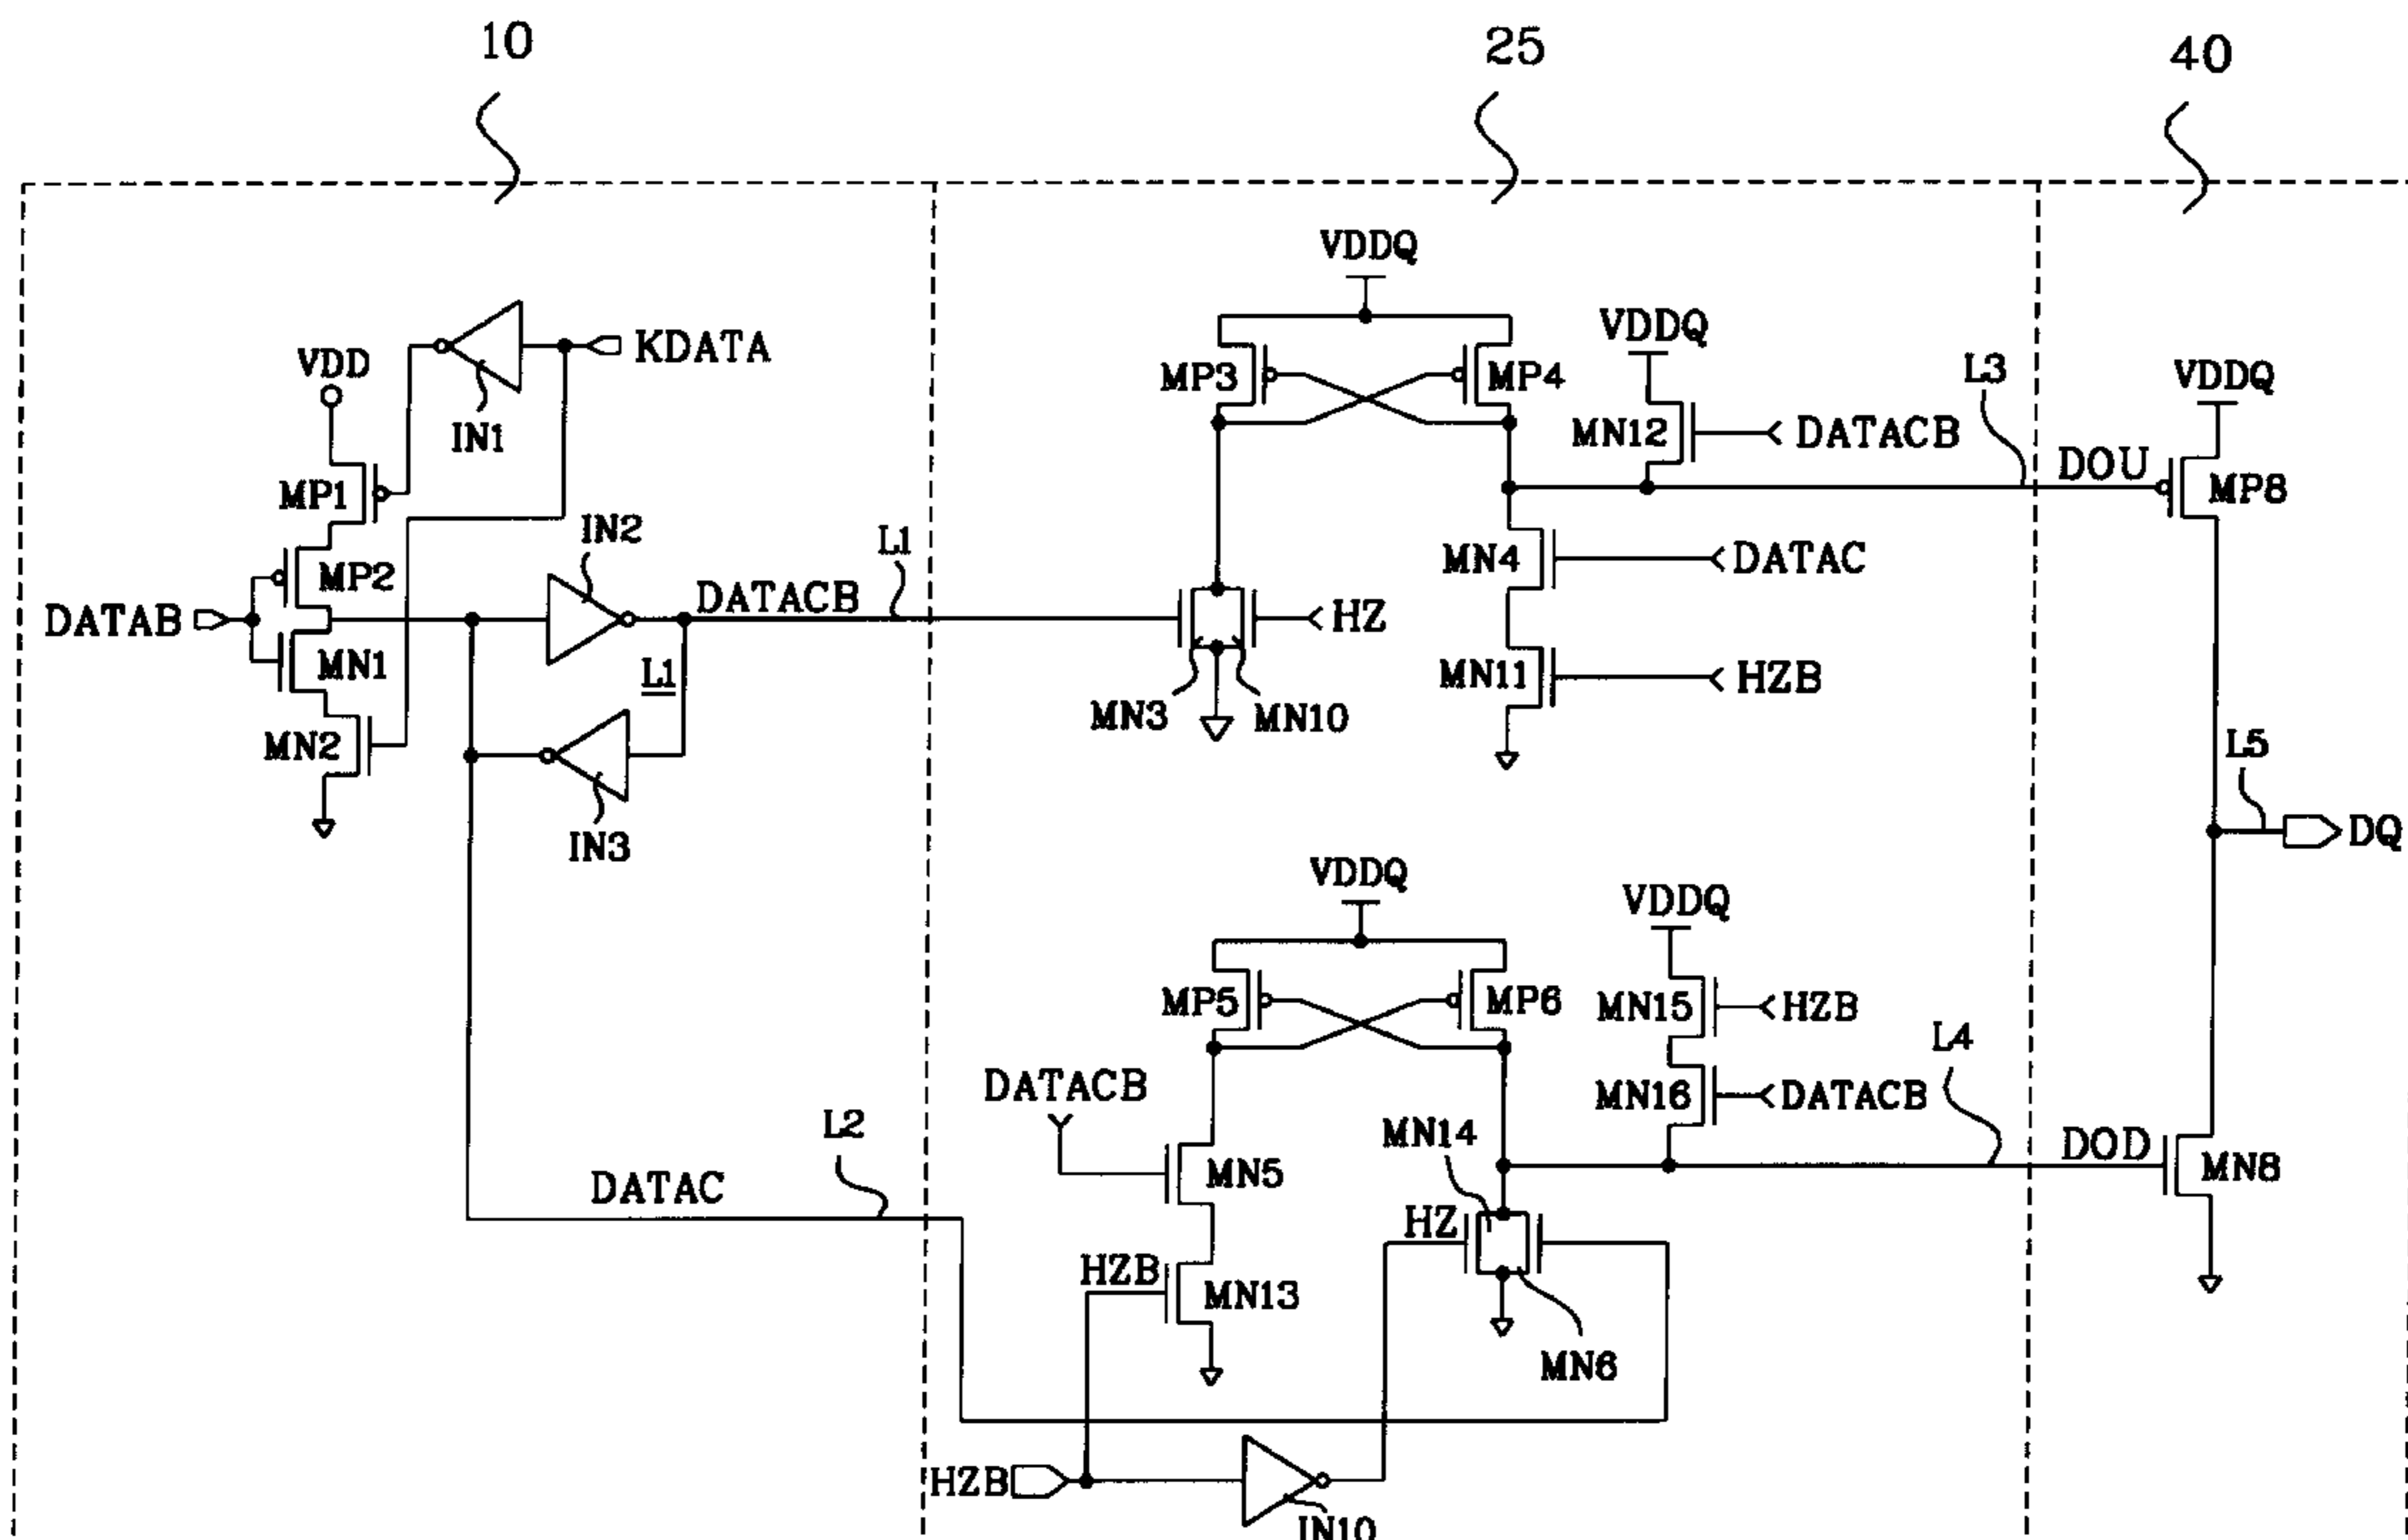 10
25
40
VDDQ
KDATA
VDD
IN1
MP3
MP4
VDDQ
MN12
DATACB
L3
VDDQ
MP1
DOU
MP8
IN2
L1
MP2
DATACB
MN4
DATAC
DATAB
HZ
MN1
L1
MN11
HZB
MN3
MN10
MN2
IN3
L5
DQ
VDDQ
VDDQ
MP5
MP6
MN15
HZB
L4
DATACB
MN16
DATACB
L2
MN14
DOD
MN8
DATAC
MN5
HZ
HZB
MN13
MN6
HZB
IN10